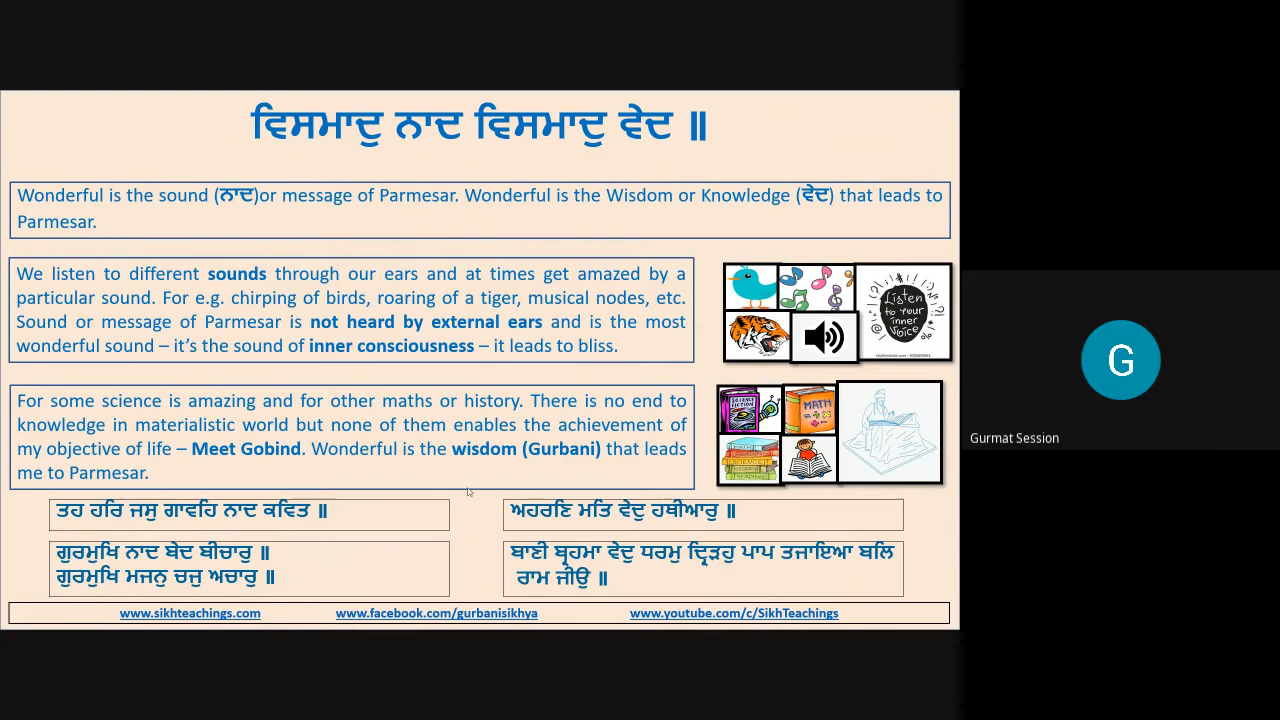 ਵਿਸਮਾਦੁ ਨਾਦ ਵਿਸਮਾਦੁ ਵੇਦ ॥
Wonderful is the sound (ਨਾਦ)or message of Parmesar. Wonderful is the Wisdom or Knowledge (ਵੇਦ) that leads to
Parmesar.
We listen to different sounds through our ears and at times get amazed by a
particular sound. For e.g. chirping of birds, roaring of a tiger, musical nodes, etc.
Sound or message of Parmesar is not heard by external ears and is the most
wonderful sound – it’s the sound of inner consciousness – it leads to bliss.
Listen
to your
inner
voice
For some science is amazing and for other maths or history. There is no end to
knowledge in materialistic world but none of them enables the achievement of
my objective of life – Meet Gobind. Wonderful is the wisdom (Gurbani) that leads
me to Parmesar.
SCIENCE
FICTION
MATH
SCIENCE
READING
Gurmat Session
ਤਹ ਹਰਿ ਜਸੁ ਗਾਵਹਿ ਨਾਦ ਕਵਿਤ ॥
ਅਹਰਣਿ ਮਤਿ ਵੇਦੁ ਹਥੀਆਰੁ ॥
ਗੁਰਮੁਖਿ ਨਾਦ ਬੇਦ ਬੀਚਾਰੁ ॥
ਗੁਰਮੁਖਿ ਮਜਨੁ ਚਜੁ ਅਚਾਰੁ ॥
ਬਾਣੀ ਬ੍ਰਹਮਾ ਵੇਦੁ ਧਰਮੁ ਦ੍ਰਿੜਹੁ ਪਾਪ ਤਜਾਇਆ ਬਲਿ
ਰਾਮ ਜੀਉ ॥
www.sikhteachings.com www.facebook.com/gurbanisikhya www.youtube.com/c/SikhTeachings
G